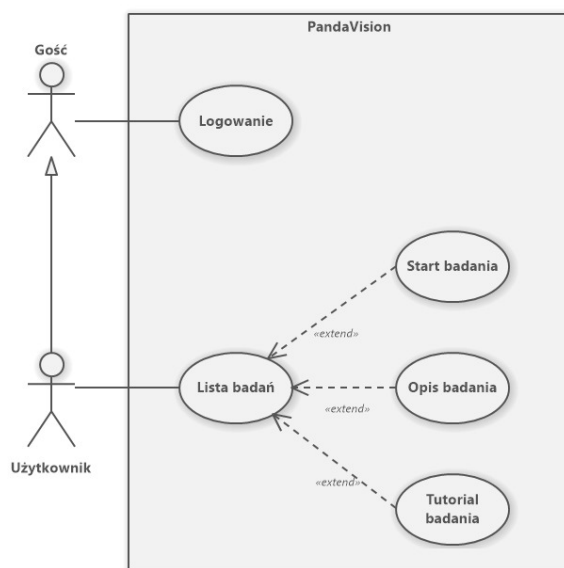 PandaVision
Gość
Logowanie
Start badania
«extend»
Lista badań
Opis badania
«extend»
Użytkownik
«extend»
Tutorial
badania